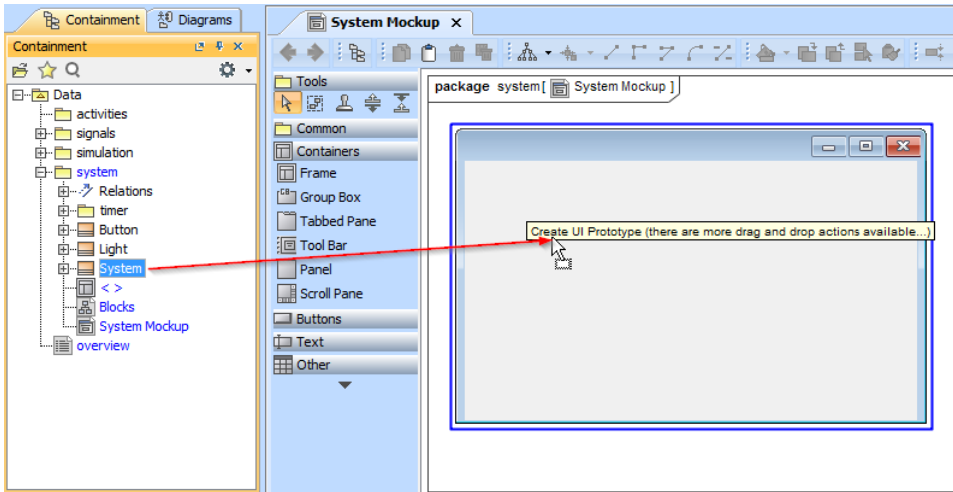 Containment
Diagrams
Containment
Data
activities
signals
simulation
system
Relations
timer
Button
Light
System
< >
Blocks
System Mockup
overview
System Mockup
Tools
Common
Containers
Frame
Group Box
Tabbed Pane
Tool Bar
Panel
Scroll Pane
Buttons
Text
Other
package system[ System Mockup ]
Create UI Prototype (there are more drag and drop actions available...)